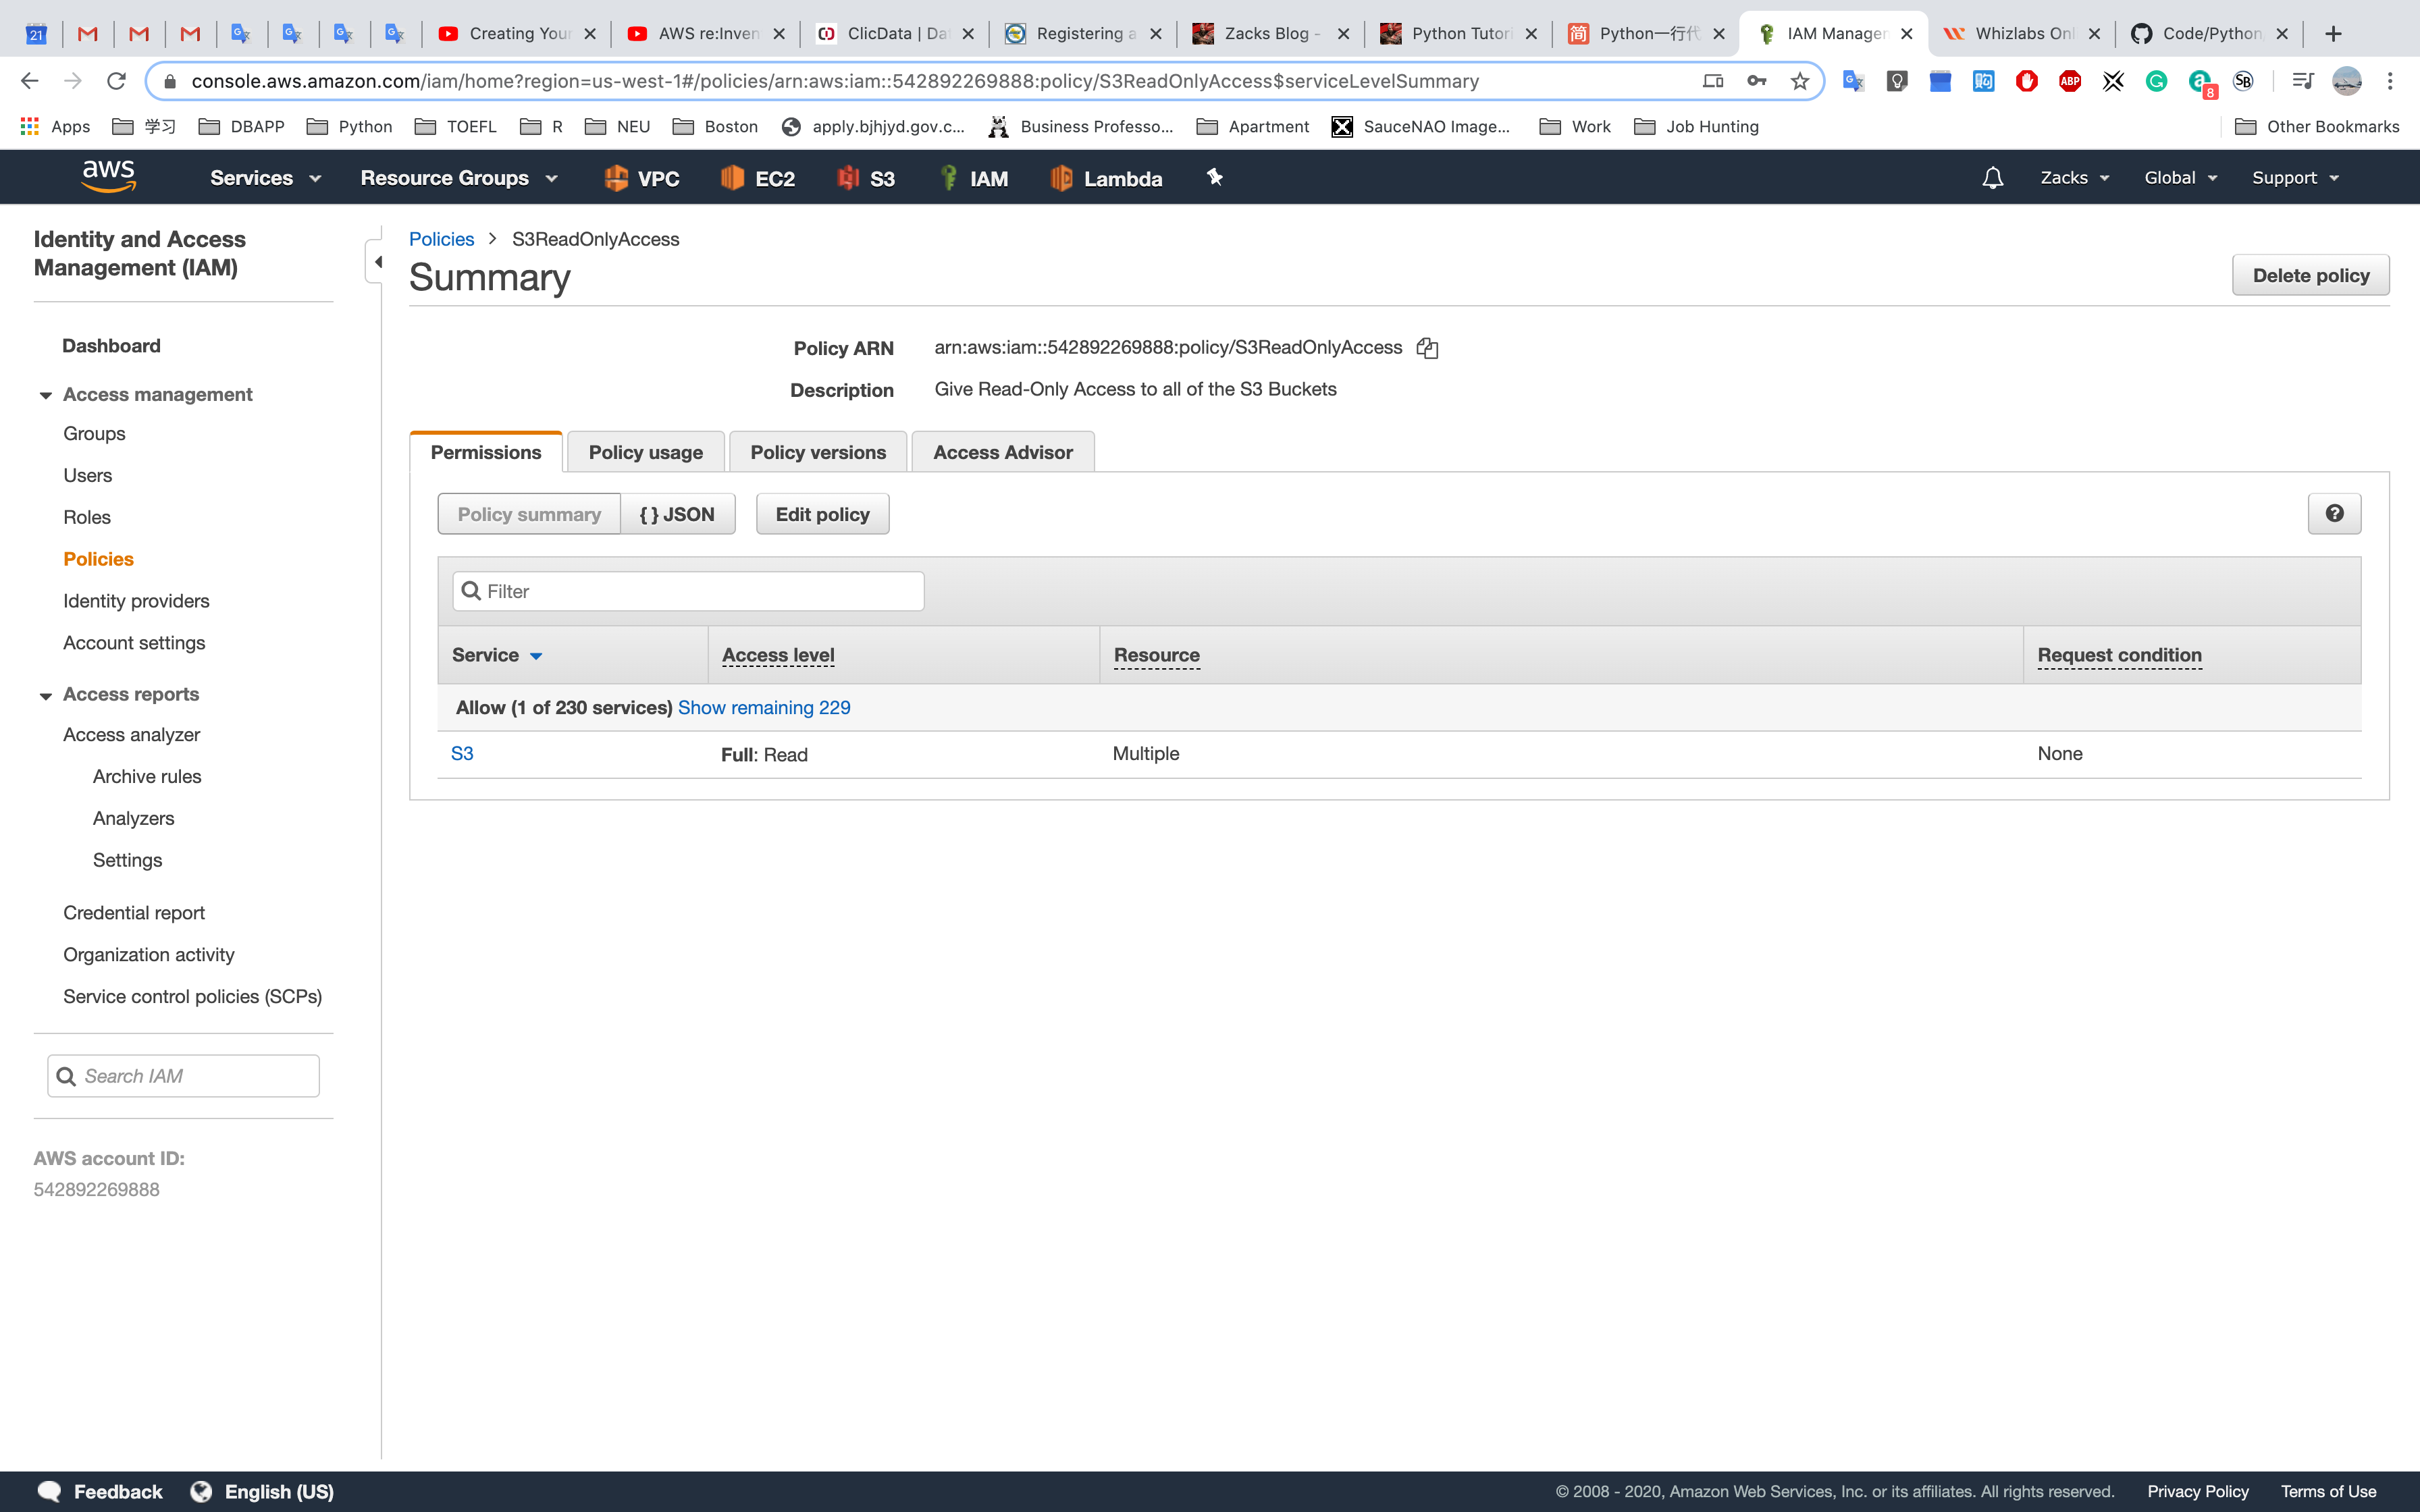 21
Creating Your
AWS re:Inven
ClicData | Da
Registering a
Zacks Blog -
Python Tutori
Python一行代
IAM Manager
Whizlabs Onl
Code/Python
console.aws.amazon.com/iam/home?region=us-west-1#/policies/arn:aws:iam::542892269888:policy/S3ReadOnlyAccess$serviceLevelSummary
ABP
8
SB
Apps
学习
DBAPP
Python
TOEFL
R
NEU
Boston
apply.bjhjyd.gov.c...
Business Professo...
Apartment
SauceNAO Image...
Work
Job Hunting
Other Bookmarks
aws
Services
Resource Groups
VPC
EC2
S3
IAM
Lambda
Zacks
Global
Support
Identity and Access
Management (IAM)
Dashboard
Access management
Groups
Users
Roles
Policies
Identity providers
Account settings
Access reports
Access analyzer
Archive rules
Analyzers
Settings
Credential report
Organization activity
Service control policies (SCPs)
Search IAM
AWS account ID:
542892269888
Policies > S3ReadOnlyAccess
Summary
Delete policy
Policy ARN arn:aws:iam::542892269888:policy/S3ReadOnlyAccess
Description Give Read-Only Access to all of the S3 Buckets
Permissions
Policy usage
Policy versions
Access Advisor
Policy summary
{ } JSON
Edit policy
?
Filter
Service Access level Resource Request condition
Allow (1 of 230 services) Show remaining 229
S3 Full: Read Multiple None
Feedback
English (US)
© 2008 - 2020, Amazon Web Services, Inc. or its affiliates. All rights reserved.
Privacy Policy
Terms of Use